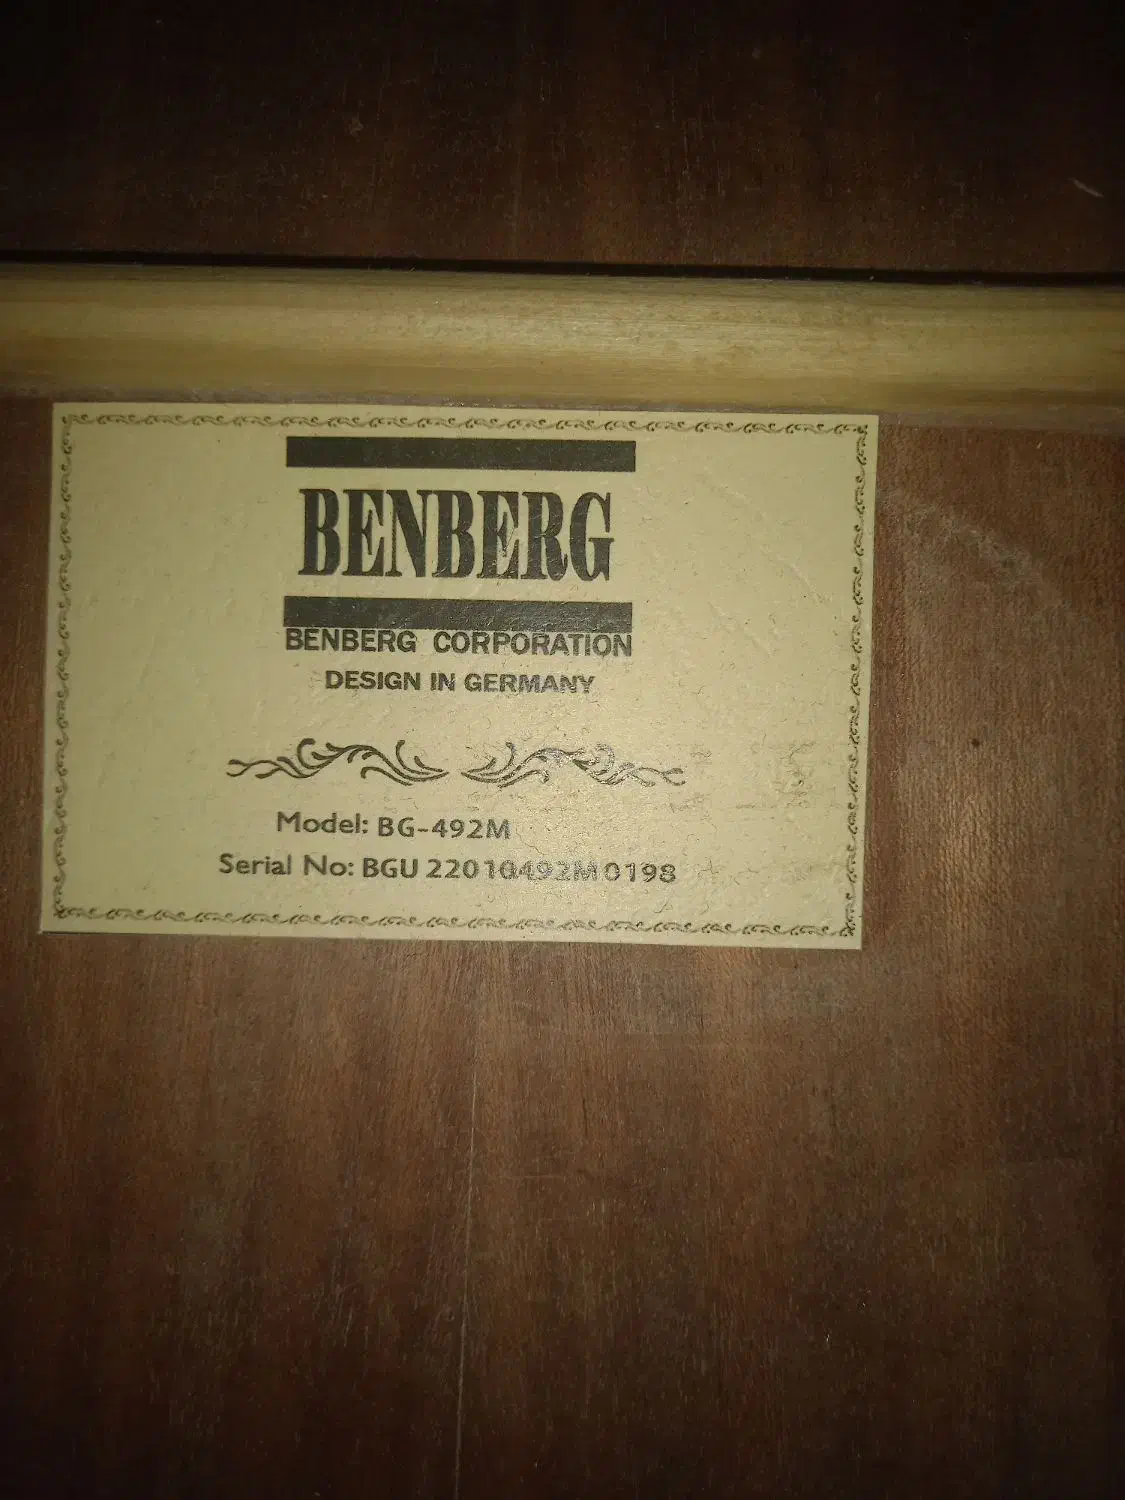 BENBERG
BENBERG CORPORATION
DESIGN IN GERMANY
Model: BG-492M
Serial No: BGU 22010492M0198